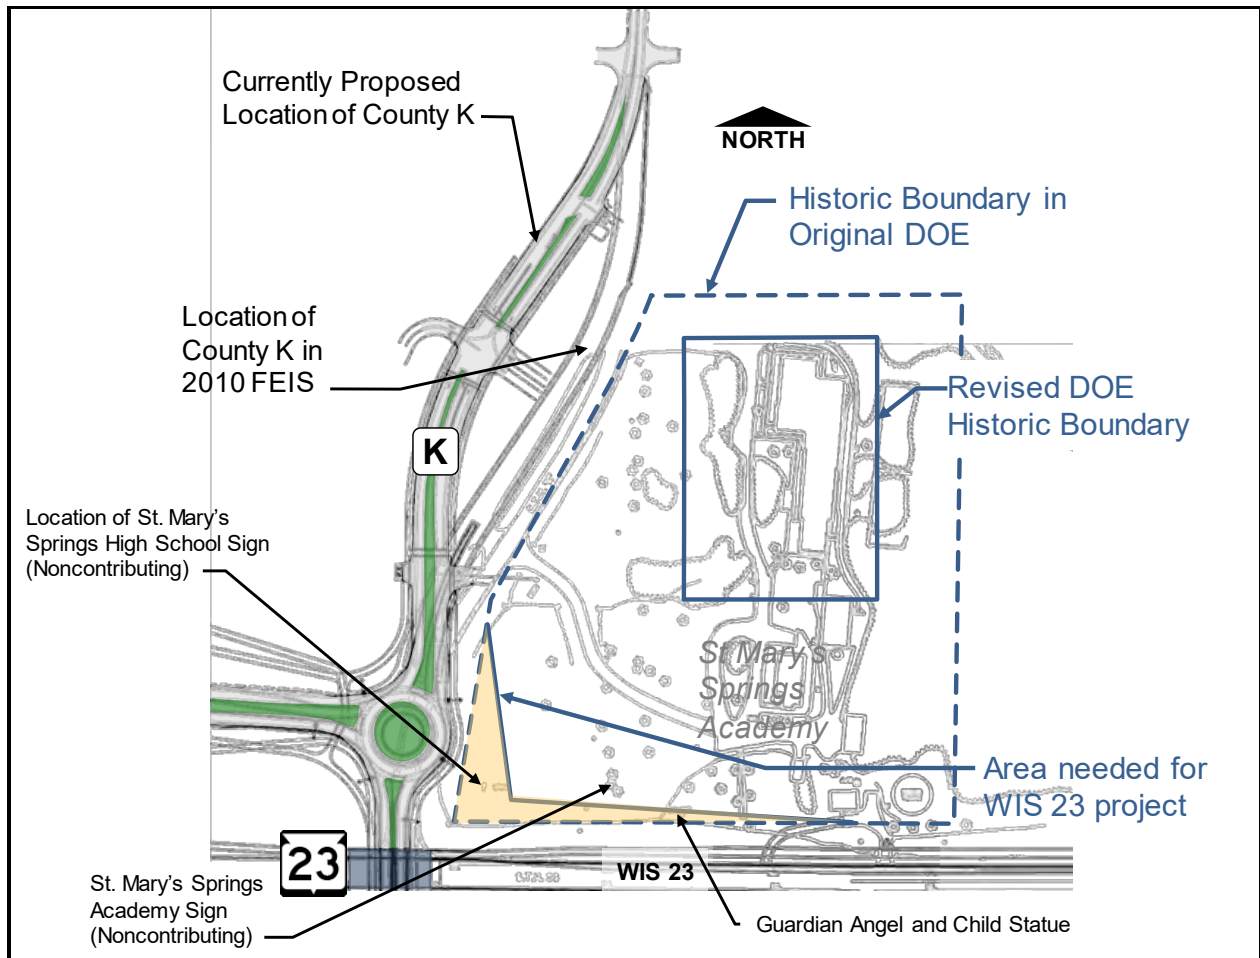 Currently Proposed
Location of County K
NORTH
Historic Boundary in
Original DOE
Location of
County K in
2010 FEIS
Revised DOE
Historic Boundary
K
Location of St. Mary's
Springs High School Sign
(Noncontributing)
St Mary's
Springs
Academy
Area needed for
WIS 23 project
23
WIS 23
St. Mary's Springs
Academy Sign
(Noncontributing)
Guardian Angel and Child Statue